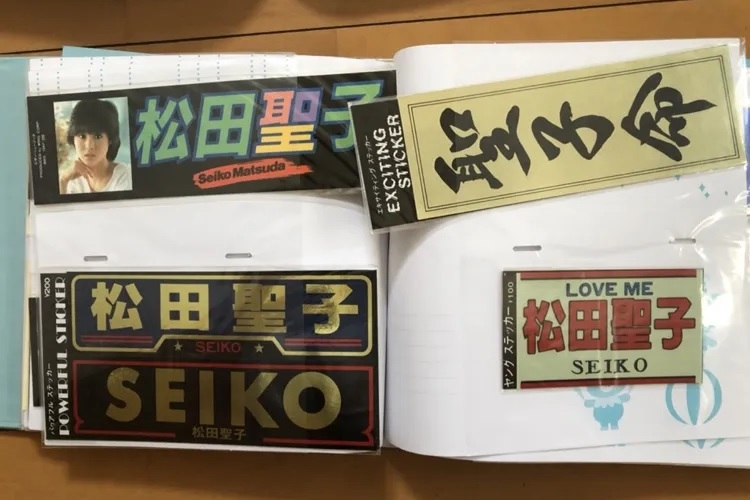 松田聖子
Seiko Matsuda
エキサイティング ステッカー
EXCITING STICKER
聖子命
¥200
パワフル ステッカー
POWERFUL STICKER
松田聖子
★ SEIKO ★
SEIKO
松田聖子
ヤング ステッカー ¥100
LOVE ME
松田聖子
SEIKO